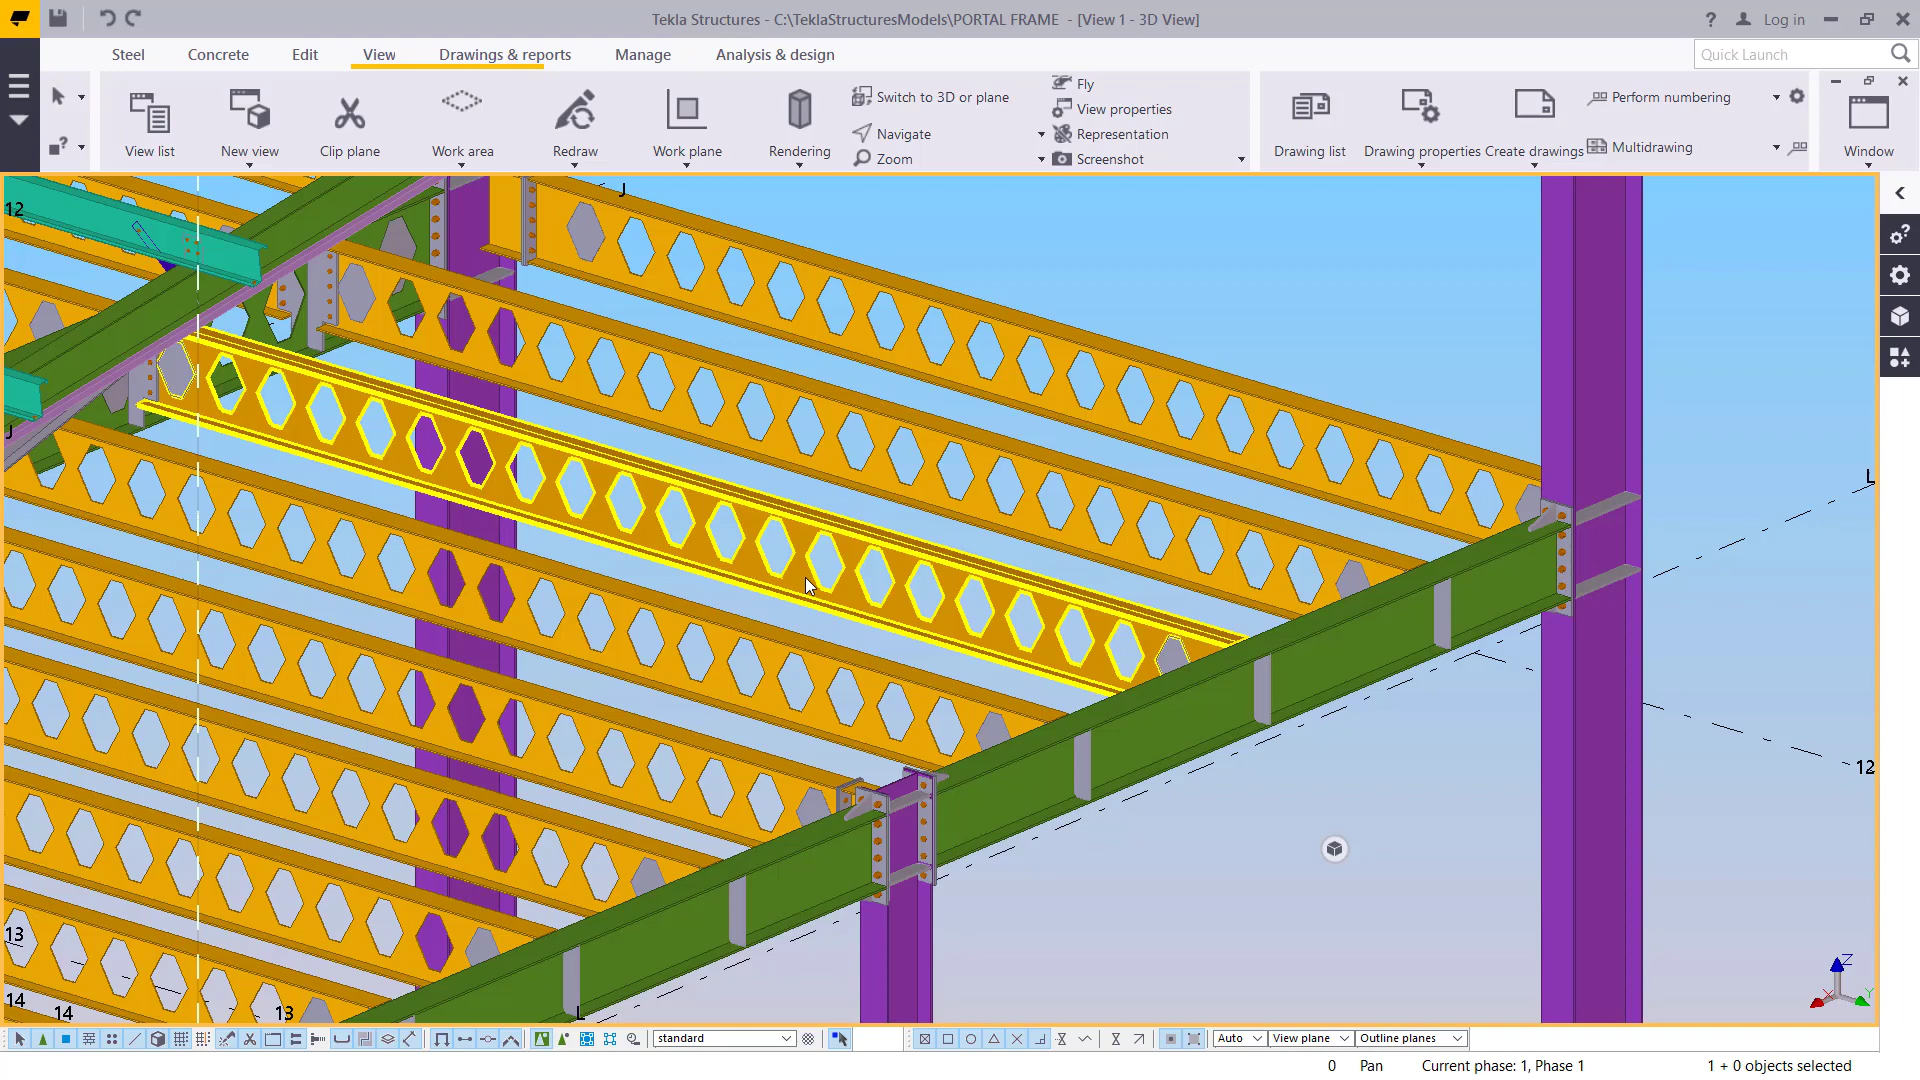 Tekla Structures - C:\TeklaStructuresModels\PORTAL FRAME - [View 1 - 3D View]
? Log in
Steel Concrete Edit View Drawings & reports Manage Analysis & design
Quick Launch
View list
New view
Clip plane
Work area
Redraw
Work plane
Rendering
Switch to 3D or plane
Navigate
Zoom
Fly
View properties
Representation
Screenshot
Drawing list
Drawing properties
Create drawings
Perform numbering
Multidrawing
Window
12
J
J
L
12
13
14
14
13
L
Z
X
Y
standard
Auto
View plane
Outline planes
0
Pan
Current phase: 1, Phase 1
1 + 0 objects selected